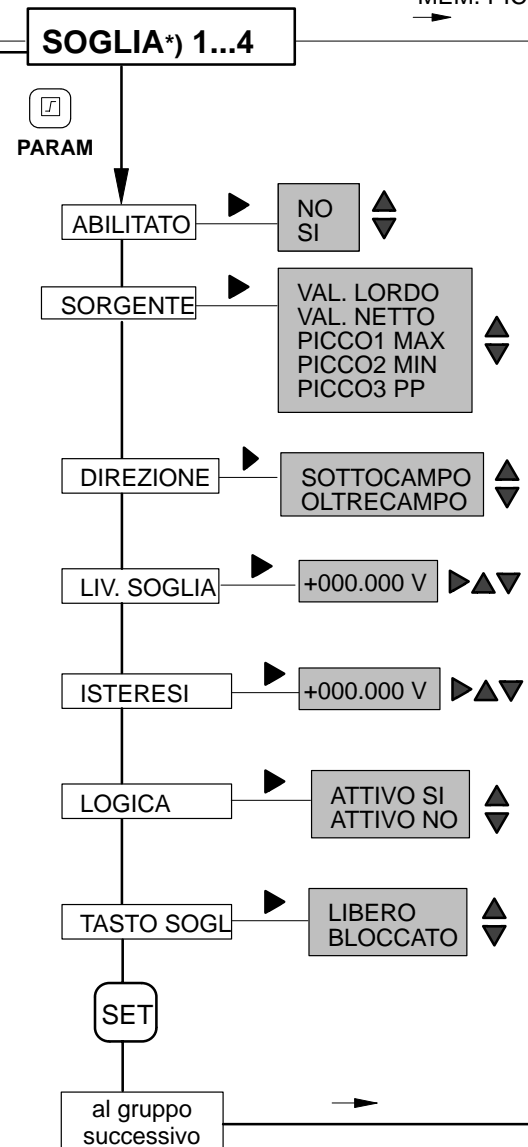 SOGLIA*) 1...4
PARAM
ABILITATO
NO
SI
SORGENTE
VAL. LORDO
VAL. NETTO
PICCO1 MAX
PICCO2 MIN
PICCO3 PP
DIREZIONE
SOTTOCAMPO
OLTRECAMPO
LIV. SOGLIA
+000.000 V
ISTERESI
+000.000 V
LOGICA
ATTIVO SI
ATTIVO NO
TASTO SOGL
LIBERO
BLOCCATO
SET
al gruppo
successivo